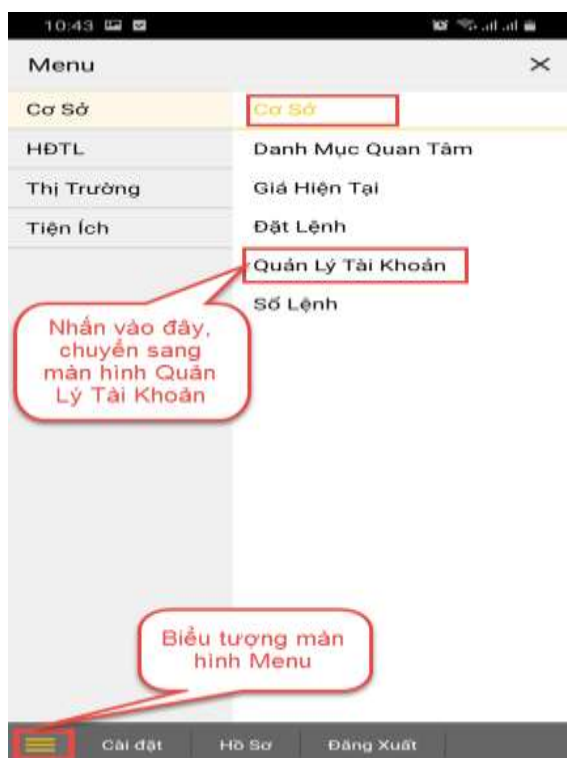 10:43
Menu
Cơ Sở
HĐTL
Thị Trường
Tiện Ích
Cơ Sở
Danh Mục Quan Tâm
Giá Hiện Tại
Đặt Lệnh
Quản Lý Tài Khoản
Sổ Lệnh
Nhấn vào đây,
chuyển sang
màn hình Quản
Lý Tài Khoản
Biểu tượng màn
hình Menu
Cài đặt
Hồ Sơ
Đăng Xuất